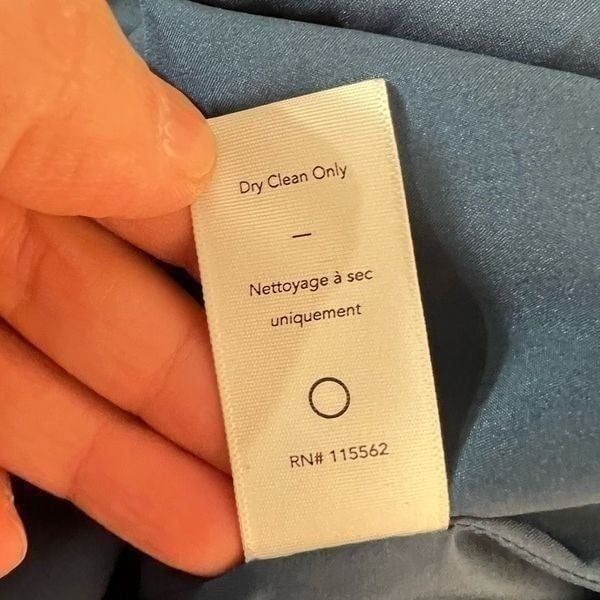 Dry Clean Only
—
Nettoyage à sec
uniquement
RN# 115562